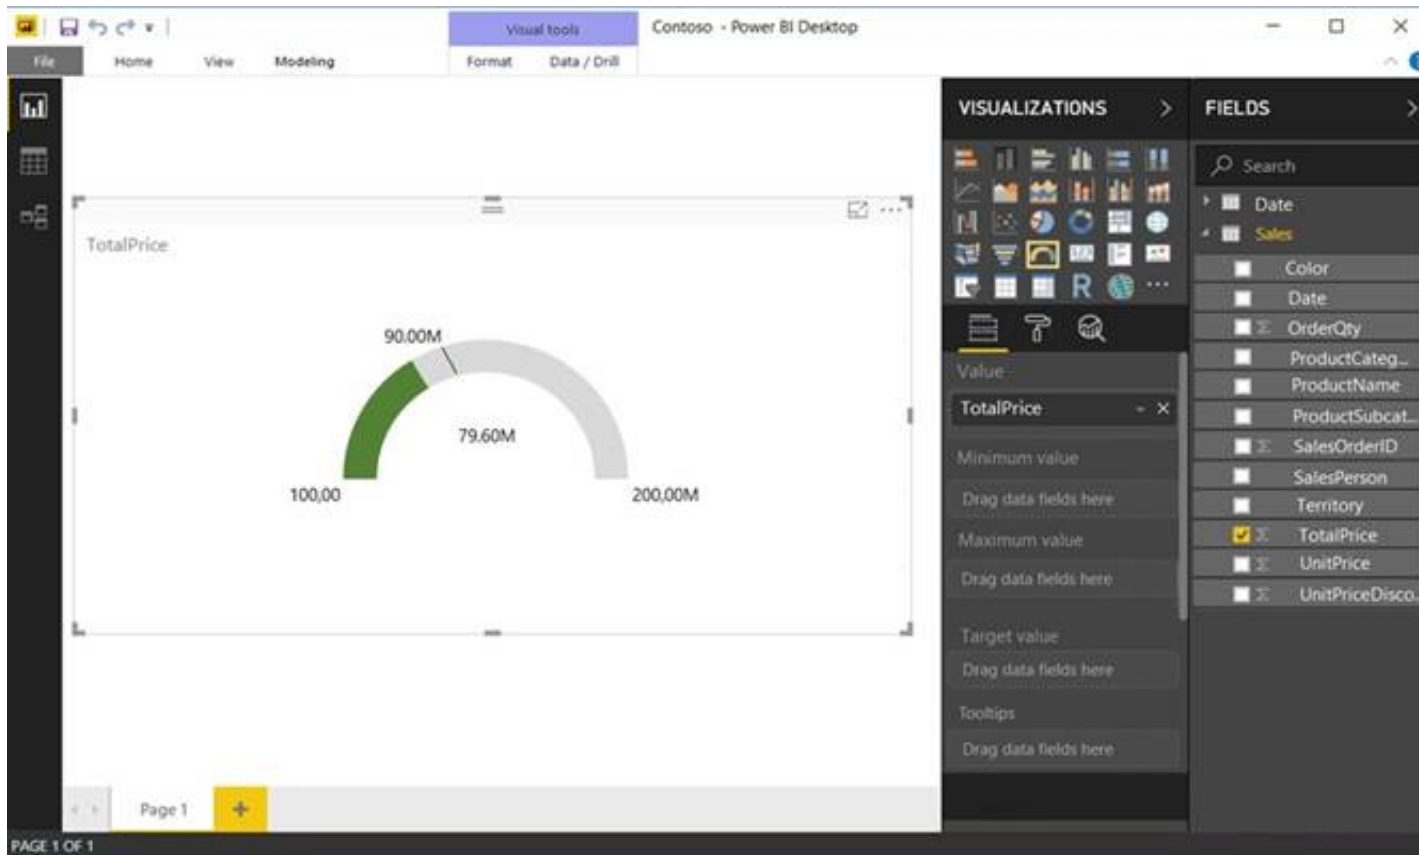 Visual tools
Contoso - Power BI Desktop
File
Home
View
Modeling
Format
Data / Drill
VISUALIZATIONS
FIELDS
Search
Date
Sales
Color
Date
Σ OrderQty
ProductCateg...
ProductName
ProductSubcat...
Σ SalesOrderID
SalesPerson
Territory
Σ TotalPrice
Σ UnitPrice
Σ UnitPriceDisco..
R
Value
TotalPrice
Minimum value
Drag data fields here
Maximum value
Drag data fields here
Target value
Drag data fields here
Tooltips
Drag data fields here
TotalPrice
90.00M
79.60M
100,00
200,00M
Page 1
+
PAGE 1 OF 1